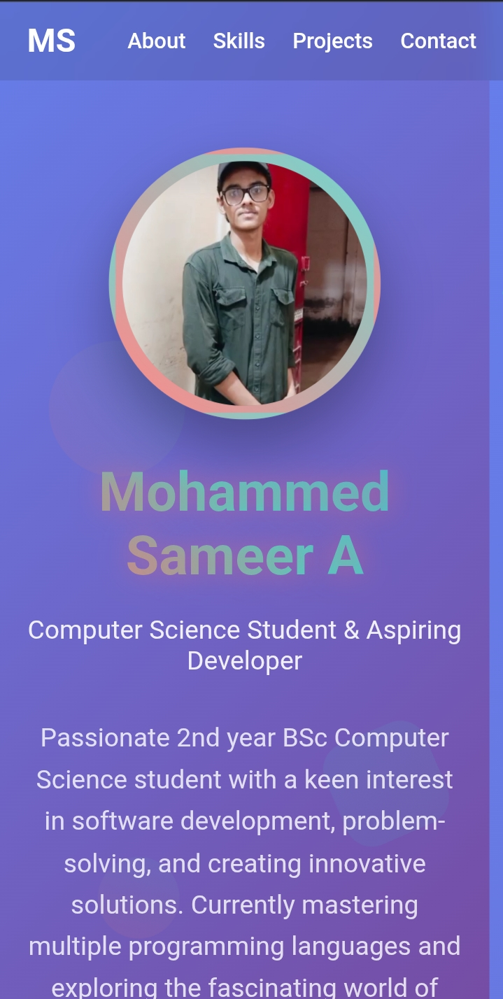 MS About Skills Projects Contact
Mohammed
Sameer A
Computer Science Student & Aspiring
Developer
Passionate 2nd year BSc Computer
Science student with a keen interest
in software development, problem-
solving, and creating innovative
solutions. Currently mastering
multiple programming languages and
exploring the fascinating world of